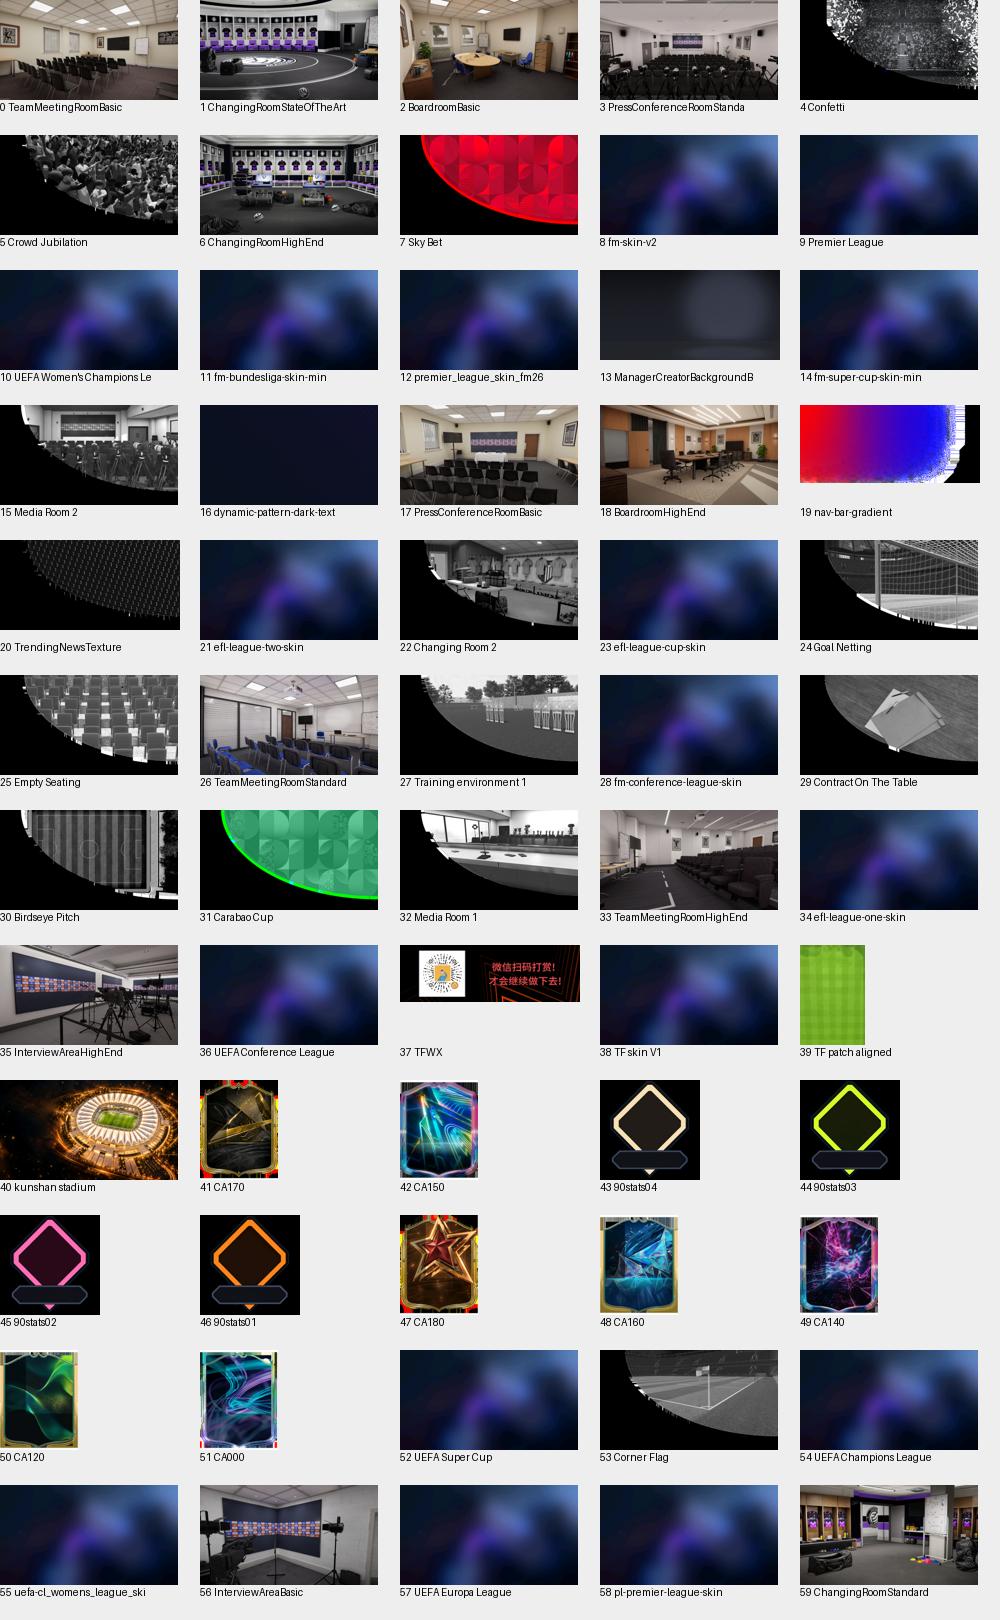 0 TeamMeetingRoomBasic
1 ChangingRoomStateOfTheArt
2 BoardroomBasic
3 PressConferenceRoomStanda
4 Confetti
5 Crowd Jubilation
6 ChangingRoomHighEnd
7 Sky Bet
8 fm-skin-v2
9 Premier League
10 UEFA Women's Champions Le
11 fm-bundesliga-skin-min
12 premier_league_skin_fm26
13 ManagerCreatorBackgroundB
14 fm-super-cup-skin-min
15 Media Room 2
16 dynamic-pattern-dark-text
17 PressConferenceRoomBasic
18 BoardroomHighEnd
19 nav-bar-gradient
20 TrendingNewsTexture
21 efl-league-two-skin
22 Changing Room 2
23 efl-league-cup-skin
24 Goal Netting
25 Empty Seating
26 TeamMeetingRoomStandard
27 Training environment 1
28 fm-conference-league-skin
29 Contract On The Table
30 Birdseye Pitch
31 Carabao Cup
32 Media Room 1
33 TeamMeetingRoomHighEnd
34 efl-league-one-skin
微信扫码打赏!
才会继续做下去!
35 InterviewAreaHighEnd
36 UEFA Conference League
37 TFWX
38 TF skin V1
39 TF patch aligned
40 kunshan stadium
41 CA170
42 CA150
43 90stats04
44 90stats03
45 90stats02
46 90stats01
47 CA180
48 CA160
49 CA140
50 CA120
51 CA000
52 UEFA Super Cup
53 Corner Flag
54 UEFA Champions League
55 uefa-cl_womens_league_ski
56 InterviewAreaBasic
57 UEFA Europa League
58 pl-premier-league-skin
59 ChangingRoomStandard